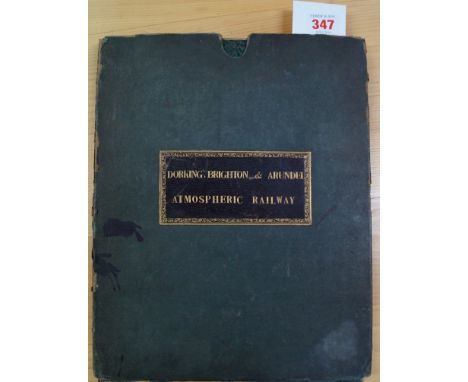 347
DORKING, BRIGHTON & ARUNDEL
ATMOSPHERIC RAILWAY